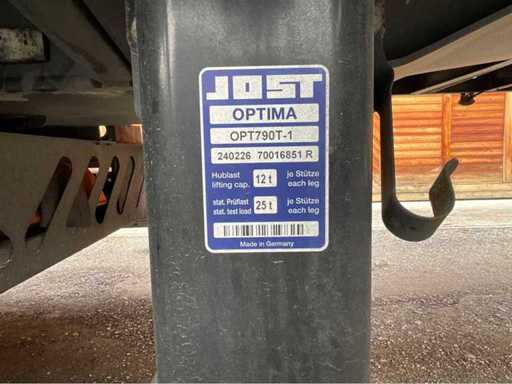 JOST
OPTIMA
OPT790T-1
240226 70016851 R
Hublast 12 t je Stütze
lifting cap. each leg
stat. Prüflast 25 t je Stütze
stat. test load each leg
Made in Germany